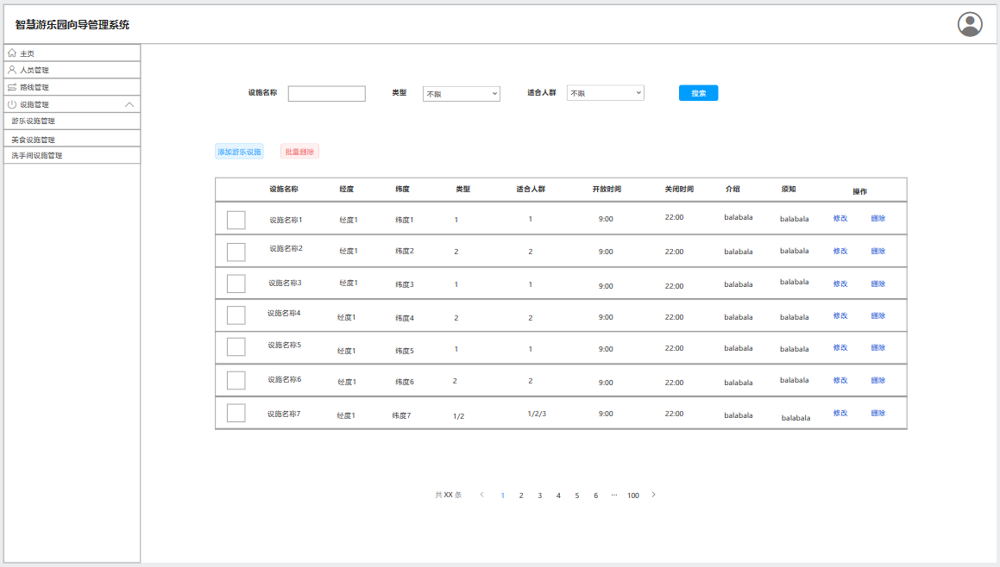 智慧游乐园向导管理系统
主页
人员管理
路线管理
设施管理
游乐设施管理
美食设施管理
洗手间设施管理
设施名称 类型 不限 适合人群 不限 搜索
添加游乐设施 批量删除
设施名称 经度 纬度 类型 适合人群 开放时间 关闭时间 介绍 须知 操作
设施名称1 经度1 纬度1 1 1 9:00 22:00 balabala balabala 修改 删除
设施名称2 经度1 纬度2 2 2 9:00 22:00 balabala balabala 修改 删除
设施名称3 经度1 纬度3 1 1 9:00 22:00 balabala balabala 修改 删除
设施名称4 经度1 纬度4 2 2 9:00 22:00 balabala balabala 修改 删除
设施名称5 经度1 纬度5 1 1 9:00 22:00 balabala balabala 修改 删除
设施名称6 经度1 纬度6 2 2 9:00 22:00 balabala balabala 修改 删除
设施名称7 经度1 纬度7 1/2 1/2/3 9:00 22:00 balabala balabala 修改 删除
共 XX 条 1 2 3 4 5 6 ··· 100